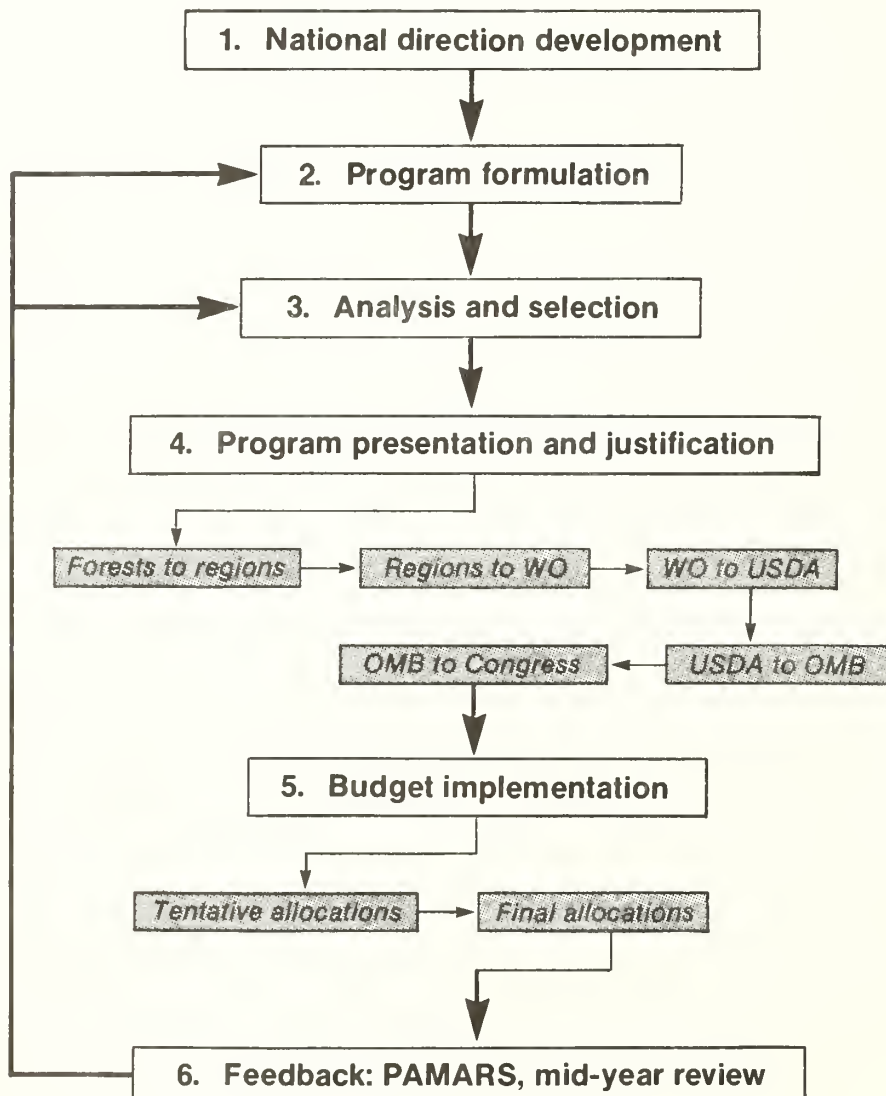 1. National direction development
2. Program formulation
3. Analysis and selection
4. Program presentation and justification
Forests to regions
Regions to WO
WO to USDA
USDA to OMB
OMB to Congress
5. Budget implementation
Tentative allocations
Final allocations
6. Feedback: PAMARS, mid-year review